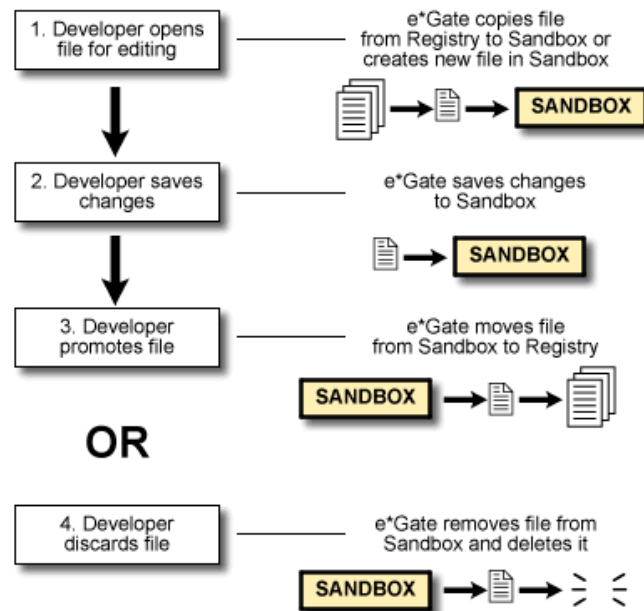 1. Developer opens
file for editing
e*Gate copies file
from Registry to Sandbox or
creates new file in Sandbox
SANDBOX
2. Developer saves
changes
e*Gate saves changes
to Sandbox
SANDBOX
3. Developer
promotes file
e*Gate moves file
from Sandbox to Registry
SANDBOX
OR
4. Developer
discards file
e*Gate removes file from
Sandbox and deletes it
SANDBOX